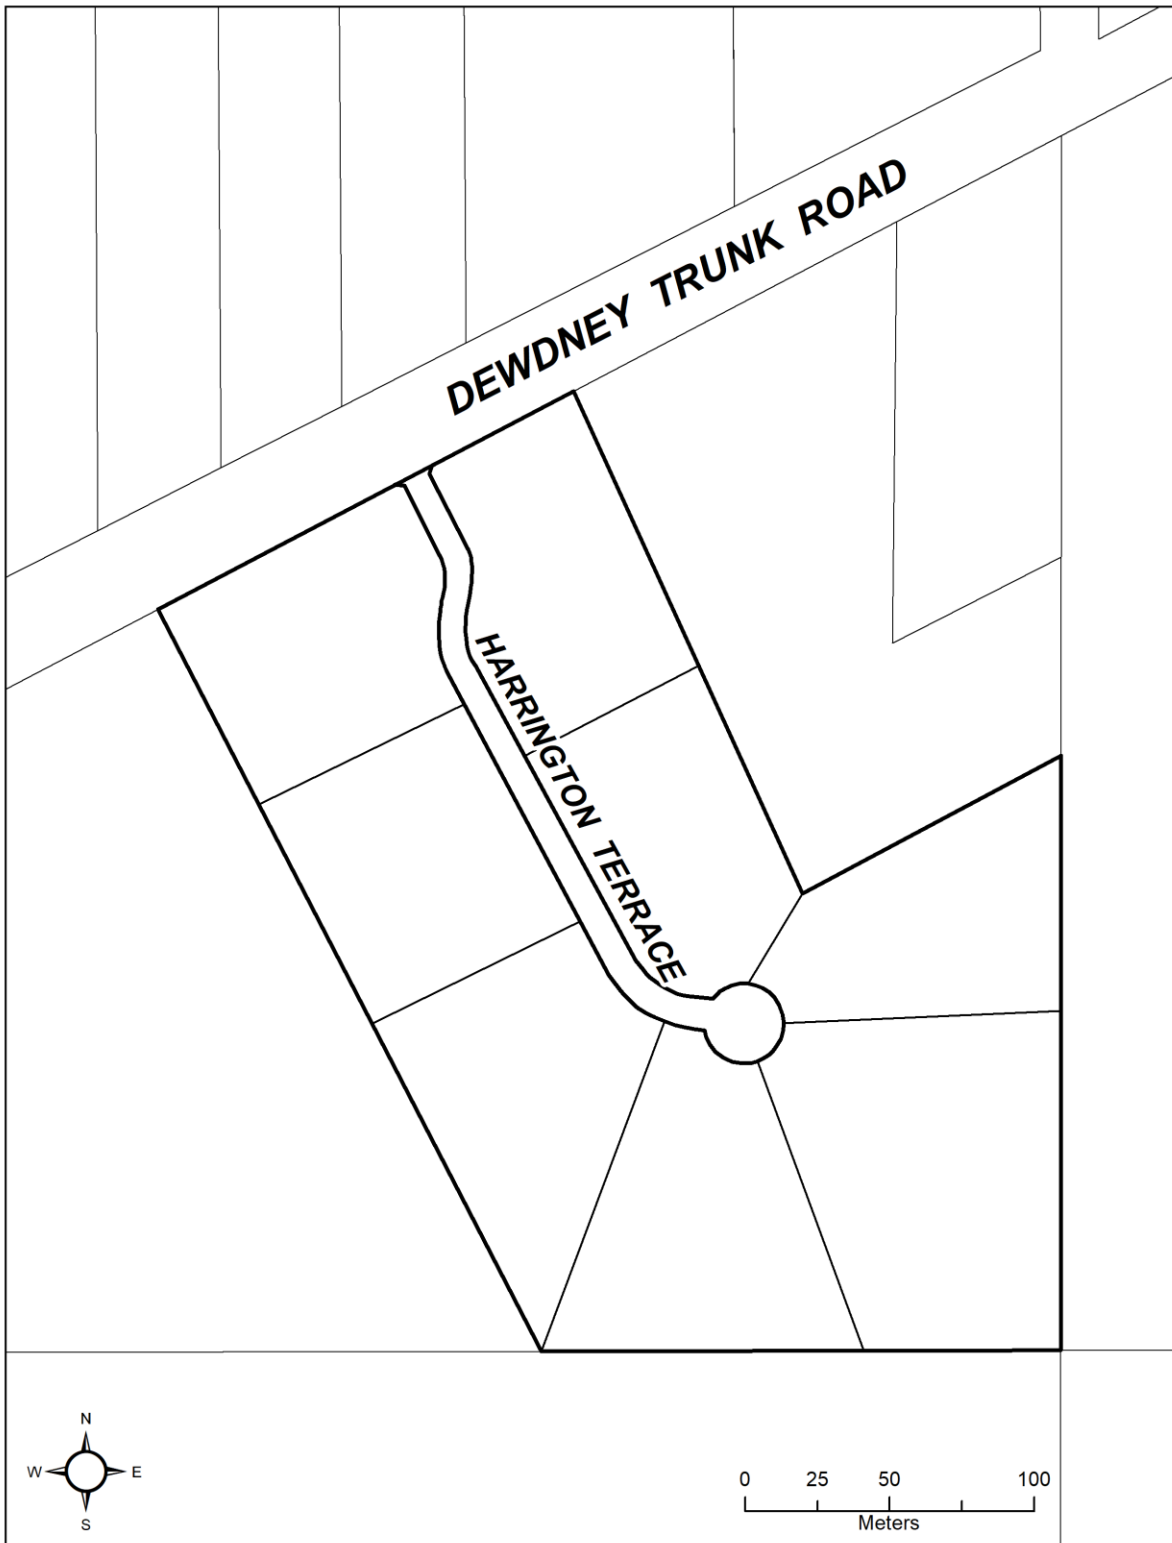 DEWDNEY TRUNK ROAD
HARRINGTON TERRACE
N
W E
S
0 25 50 100
Meters